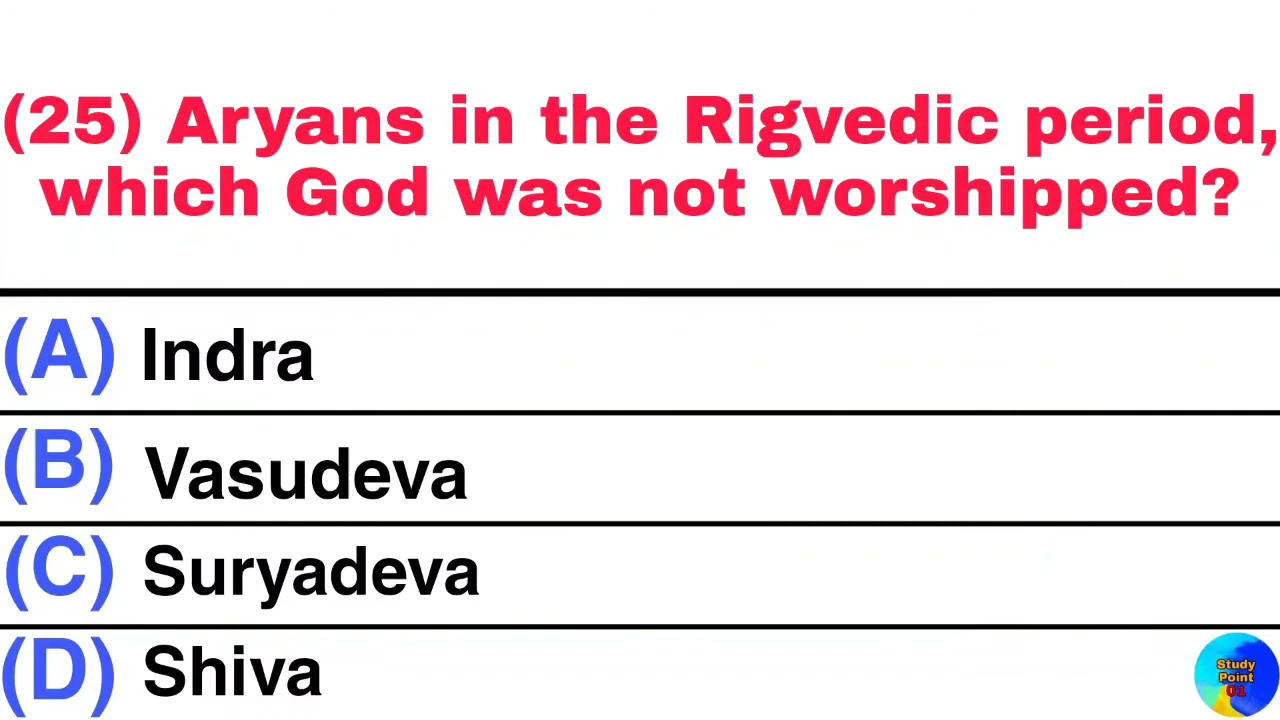 (25) Aryans in the Rigvedic period,
which God was not worshipped?
(A) Indra
(B) Vasudeva
(C) Suryadeva
(D) Shiva
Study
Point
01